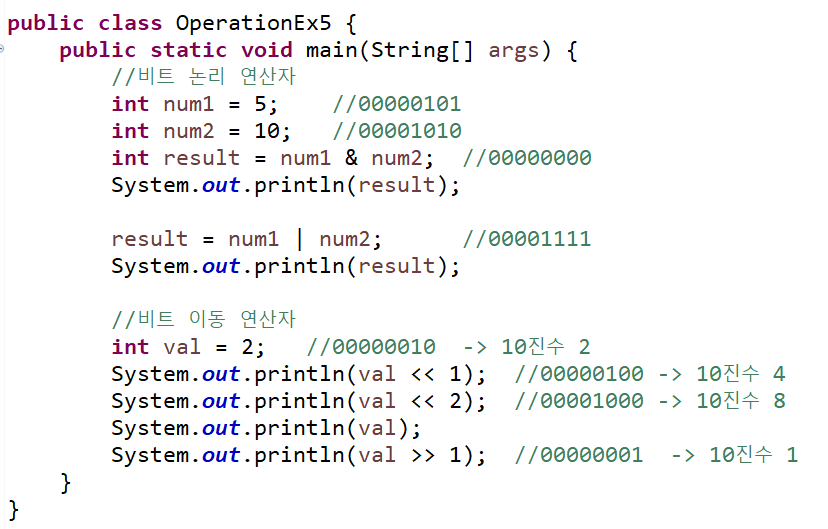 public class OperationEx5 {
    public static void main(String[] args) {
        //비트 논리 연산자
        int num1 = 5;    //00000101
        int num2 = 10;   //00001010
        int result = num1 & num2;  //00000000
        System.out.println(result);

        result = num1 | num2;      //00001111
        System.out.println(result);

        //비트 이동 연산자
        int val = 2;   //00000010  -> 10진수 2
        System.out.println(val << 1);  //00000100 -> 10진수 4
        System.out.println(val << 2);  //00001000 -> 10진수 8
        System.out.println(val);
        System.out.println(val >> 1);  //00000001  -> 10진수 1
    }
}